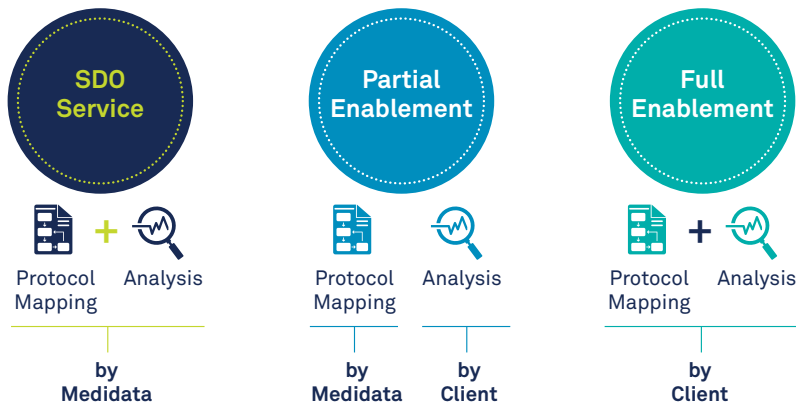 SDO
Service
Partial
Enablement
Full
Enablement
+
+
Protocol
Mapping
Analysis
Protocol
Mapping
Analysis
Protocol
Mapping
Analysis
by
Medidata
by
Medidata
by
Client
by
Client